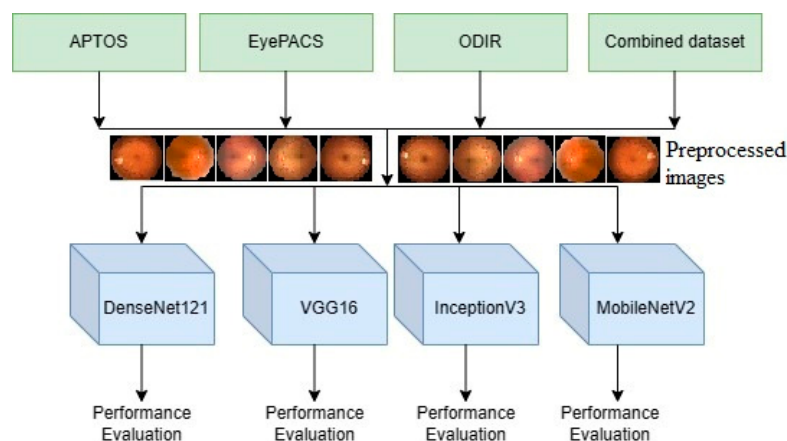 APTOS
EyePACS
ODIR
Combined dataset
Preprocessed
images
DenseNet121
VGG16
InceptionV3
MobileNetV2
Performance
Evaluation
Performance
Evaluation
Performance
Evaluation
Performance
Evaluation